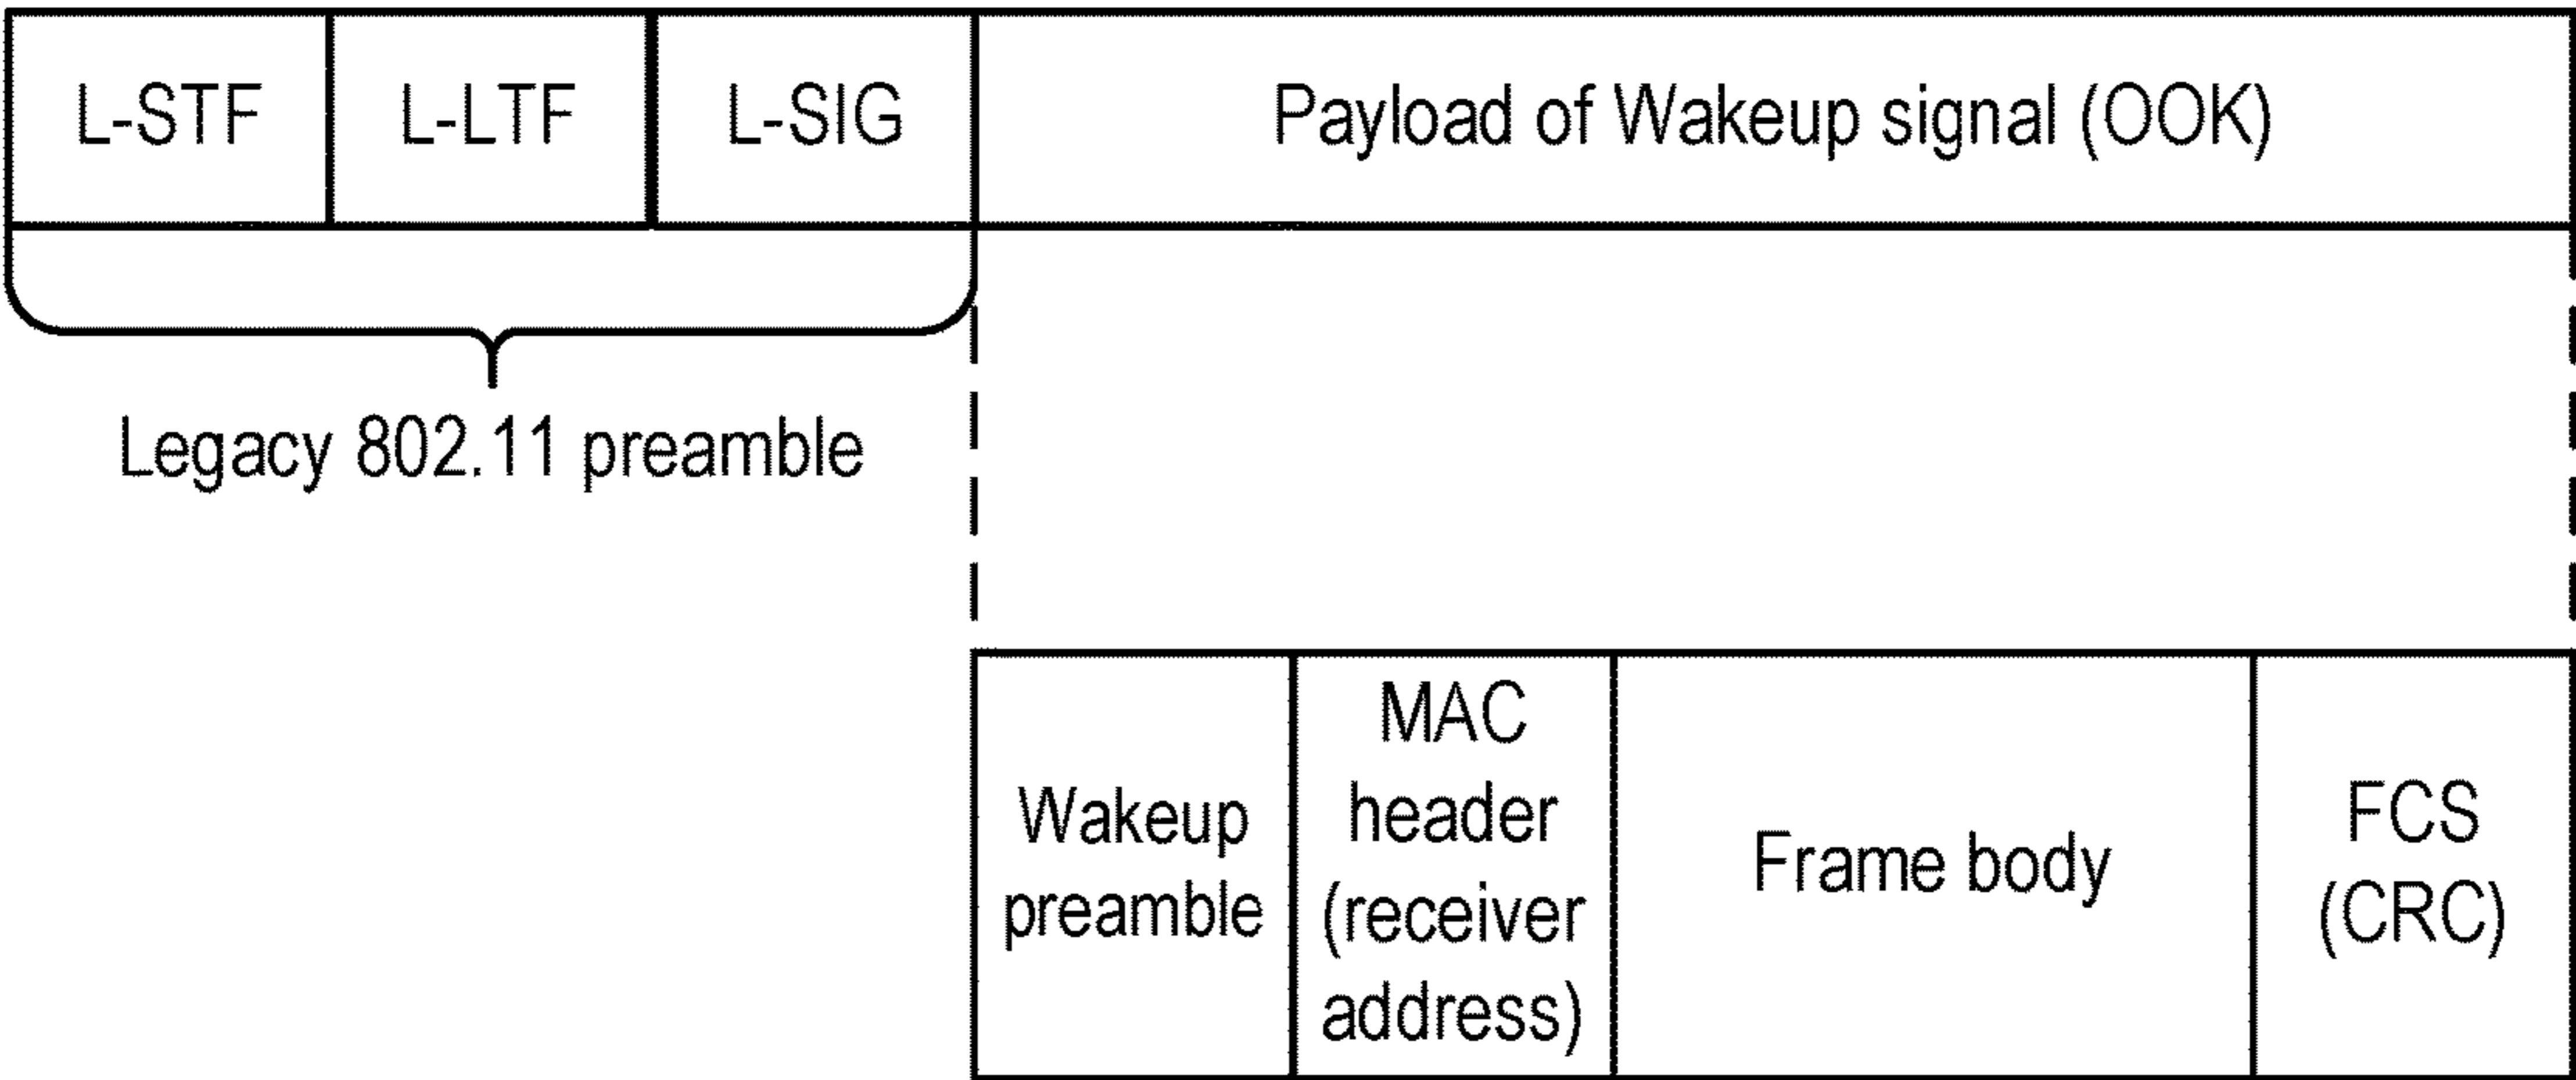 L-STF
L-LTF
L-SIG
Payload of Wakeup signal (OOK)
Legacy 802.11 preamble
Wakeup
preamble
MAC
header
(receiver
address)
Frame body
FCS
(CRC)